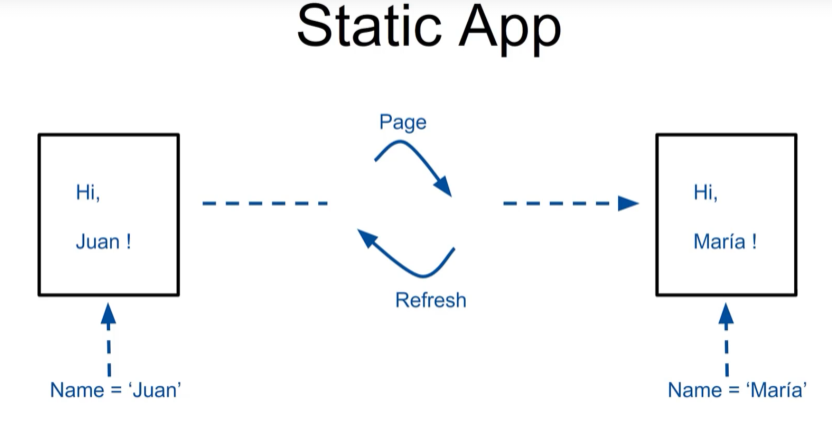 Static App
Page
Hi,
Juan !
Hi,
María !
Refresh
Name = ‘Juan’
Name = ‘María’